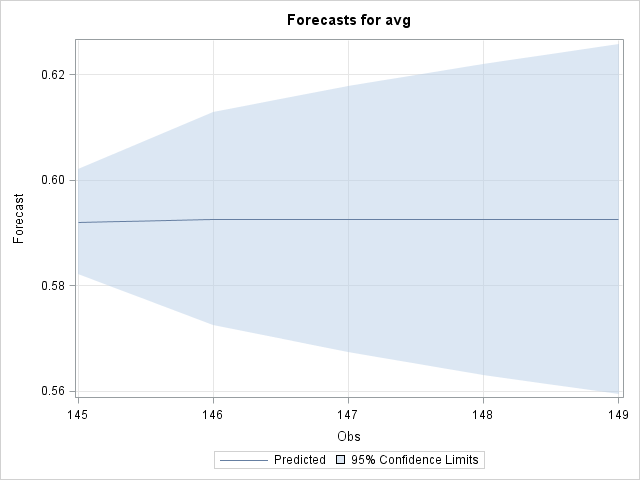 Forecasts for avg
0.62
0.60
0.58
0.56
Forecast
145 146 147 148 149
Obs
Predicted 95% Confidence Limits